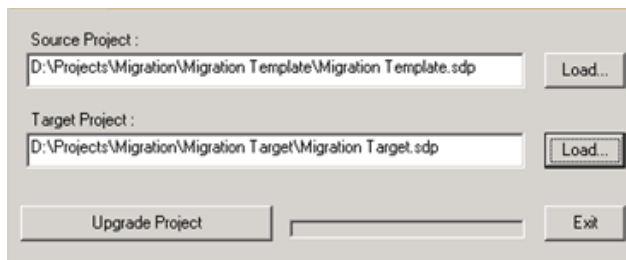 Source Project :
D:\Projects\Migration\Migration Template\Migration Template.sdp
Load...
Target Project :
D:\Projects\Migration\Migration Target\Migration Target.sdp
Load...
Upgrade Project
Exit